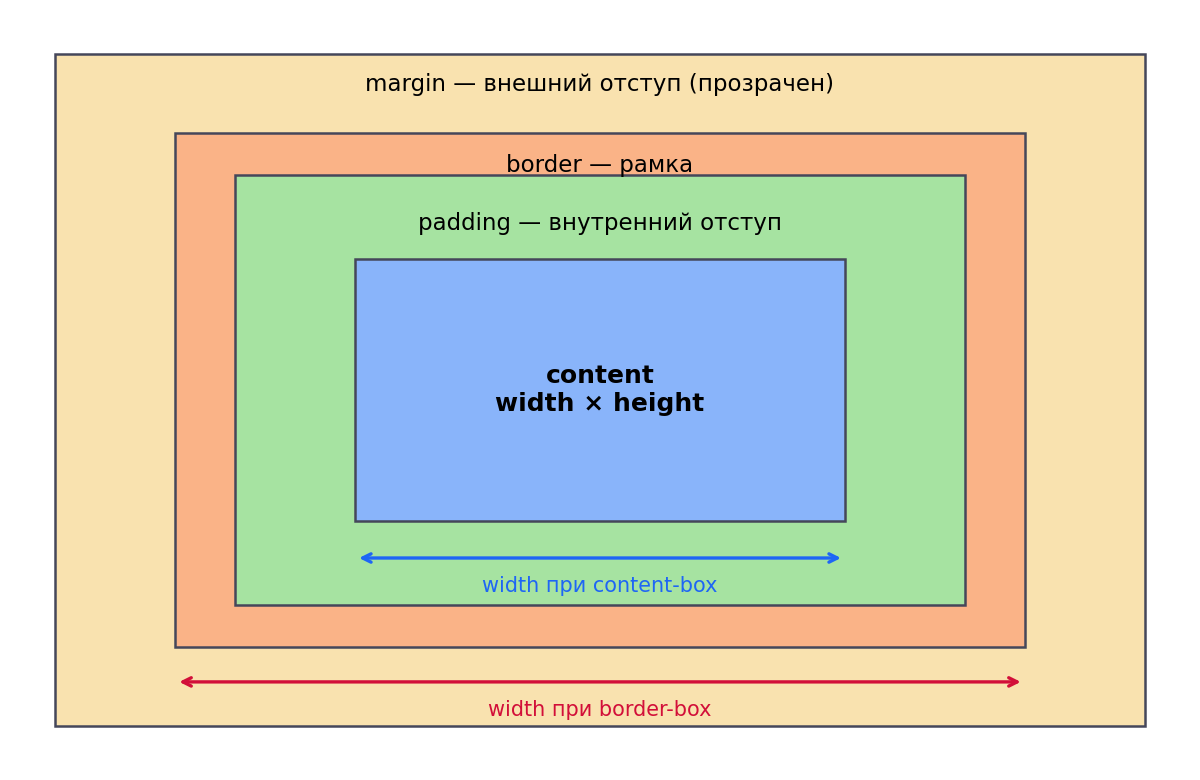 margin — внешний отступ (прозрачен)
border — рамка
padding — внутренний отступ
content
width × height
width при content-box
width при border-box